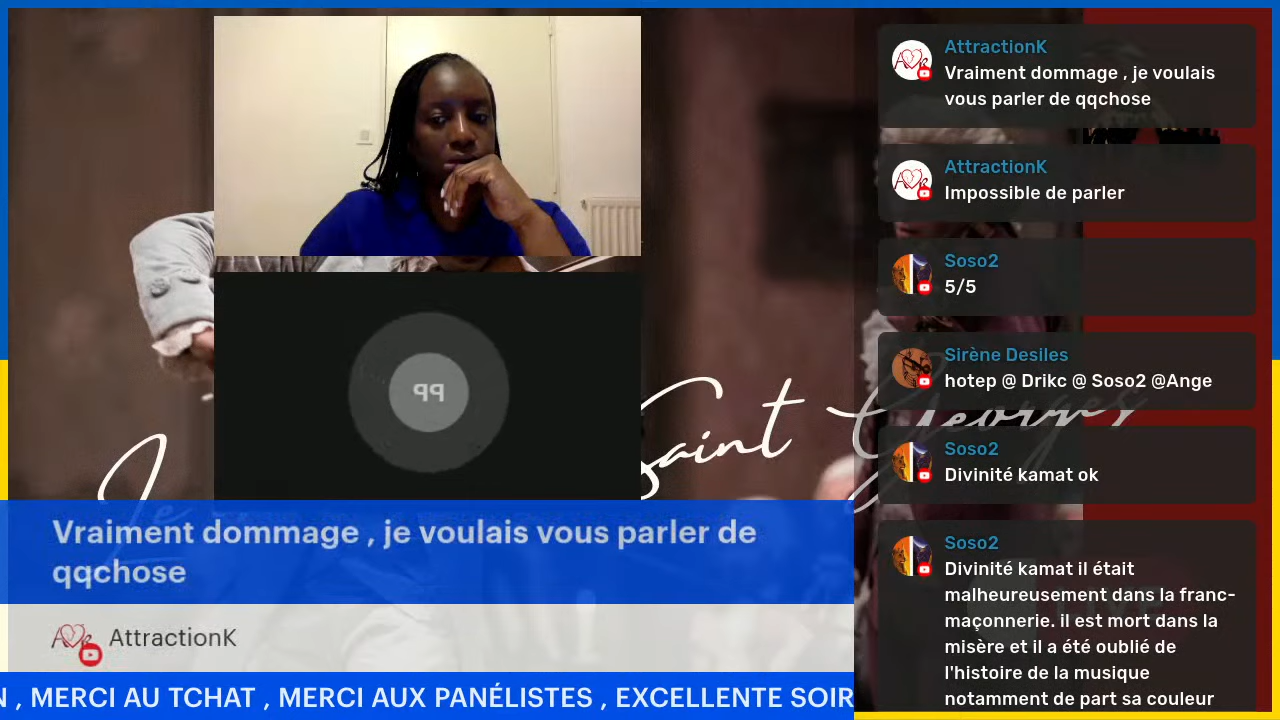 AttractionK
Vraiment dommage , je voulais
vous parler de qqchose
AttractionK
Impossible de parler
Soso2
5/5
Sirène Desiles
hotep @ Drikc @ Soso2 @Ange
Soso2
Divinité kamat ok
Soso2
Divinité kamat il était
malheureusement dans la franc-
maçonnerie. il est mort dans la
misère et il a été oublié de
l'histoire de la musique
notamment de part sa couleur
Le Saint Georges
Vraiment dommage , je voulais vous parler de
qqchose
AttractionK
N , MERCI AU TCHAT , MERCI AUX PANÉLISTES , EXCELLENTE SOIR